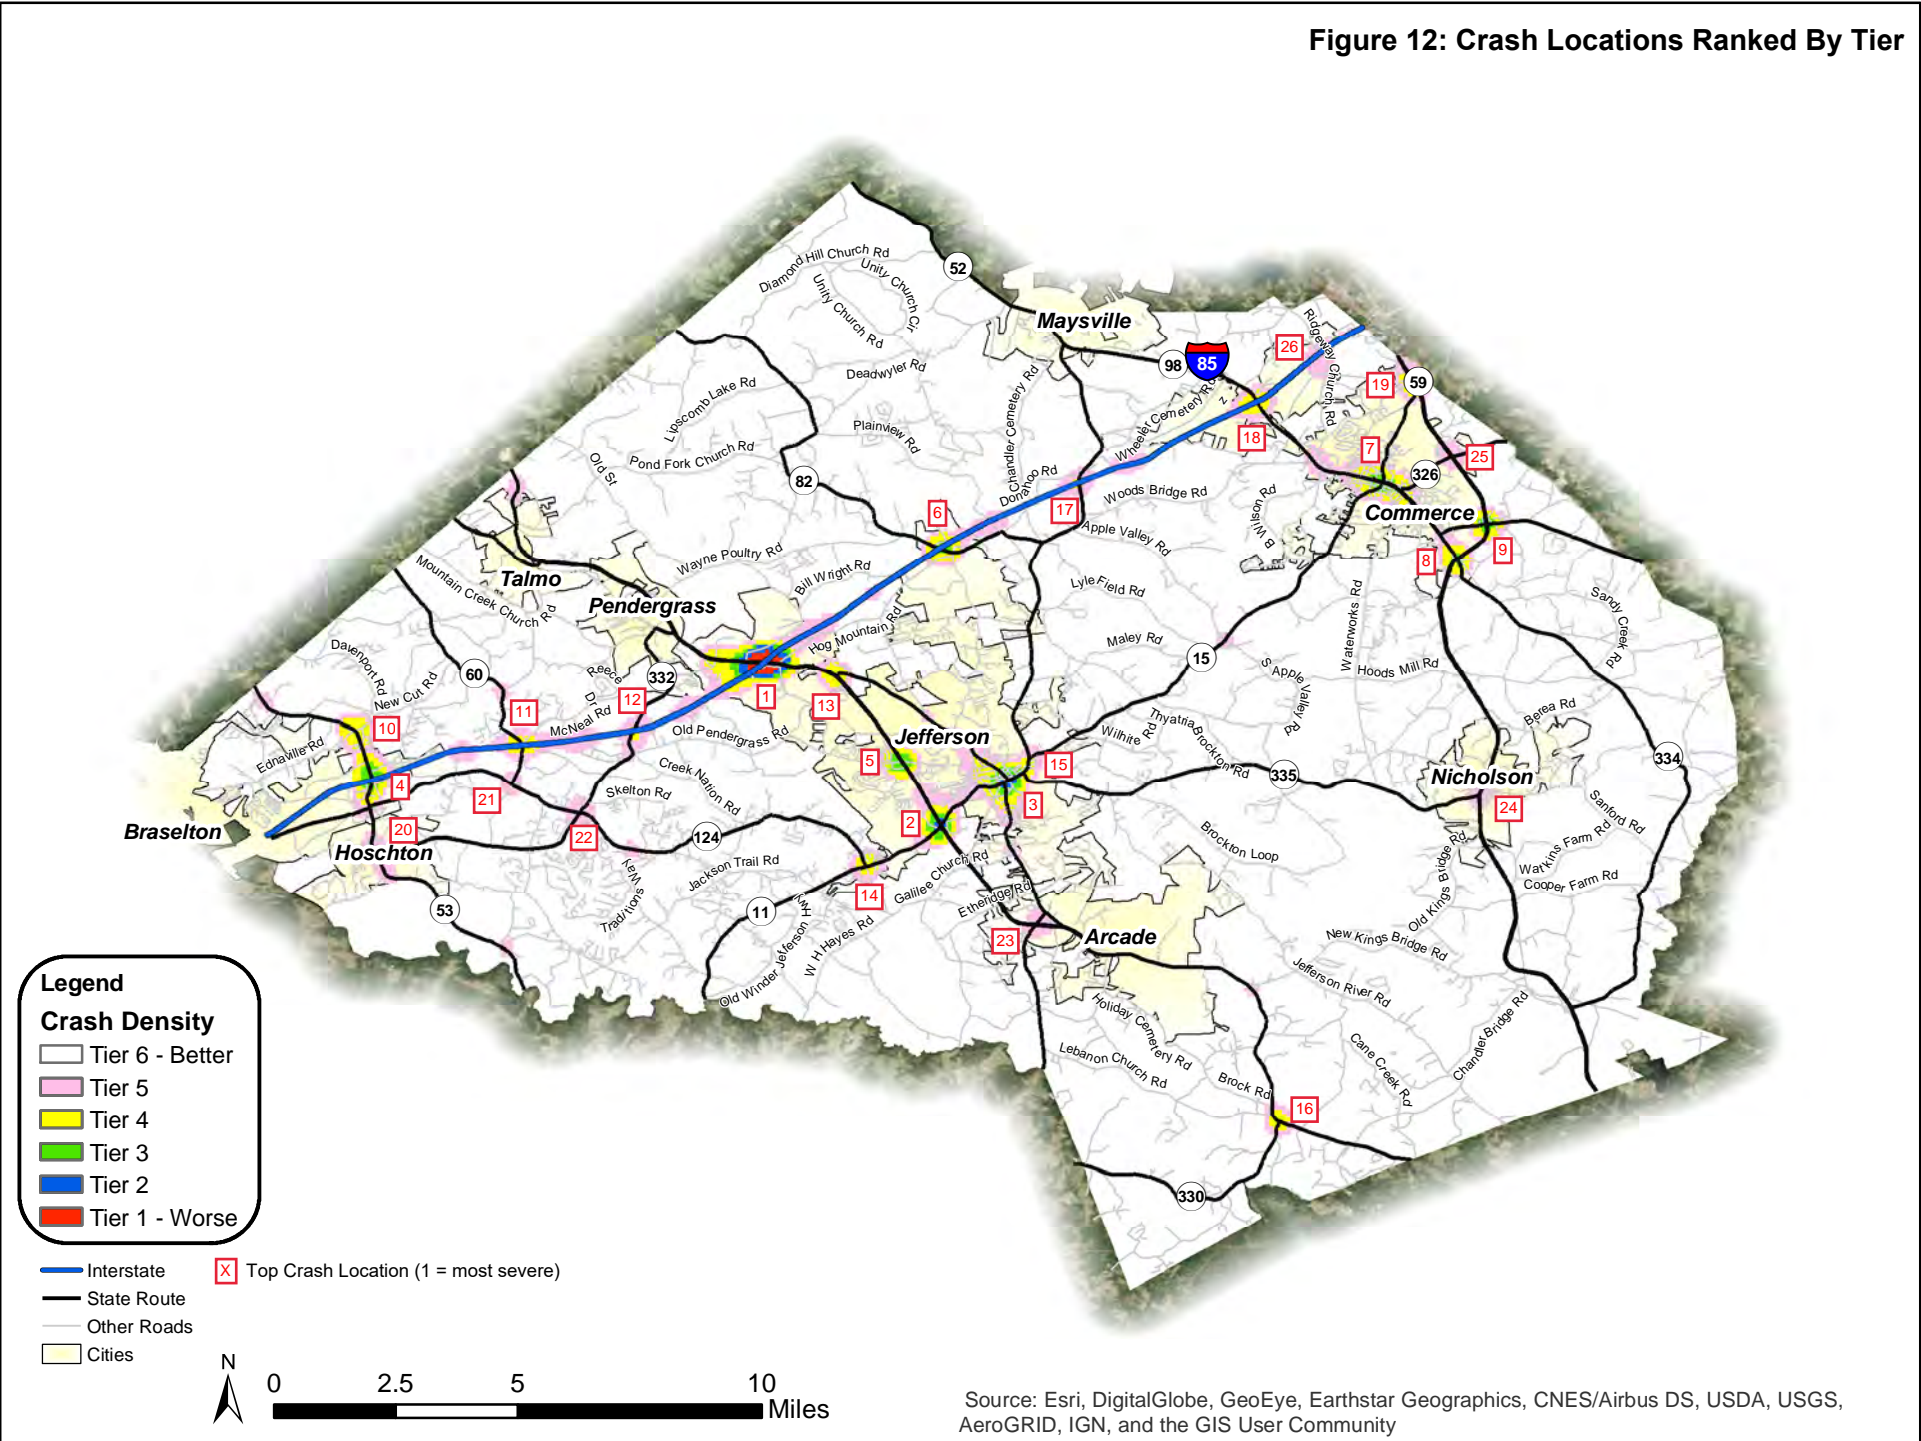 Figure 12: Crash Locations Ranked By Tier
Diamond Hill Church Rd
Unity Church Cir
Unity Church Rd
52
Maysville
Ridgeway Church Rd
26
98
85
Deadwyler Rd
19
59
Lipscomb Lake Rd
Chandler Cemetery Rd
Wheeler Cemetery Rd
Plainview Rd
18
7
25
Pond Fork Church Rd
Old St
82
Donahoo Rd
326
Woods Bridge Rd
6
17
B Wilson Rd
Commerce
Apple Valley Rd
9
8
Wayne Poultry Rd
Bill Wright Rd
Talmo
Mountain Creek Church Rd
Lyle Field Rd
Pendergrass
Waterworks Rd
Sandy Creek Rd
Hog Mountain Rd
Maley Rd
15
Davenport Rd
New Cut Rd
60
Reece Dr
332
S Apple Valley Rd
Hoods Mill Rd
12
1
13
11
McNeal Rd
Old Pendergrass Rd
Berea Rd
10
Thyatria Brockton Rd
Wilhite Rd
Jefferson
Ednaville Rd
5
15
334
335
Nicholson
4
21
Creek Nation Rd
Skelton Rd
3
24
Sanford Rd
Braselton
20
22
124
2
Hoschton
Brockton Loop
Old Kings Bridge Rd
Watkins Farm Rd
Jackson Trail Rd
Galilee Church Rd
Cooper Farm Rd
Traditions Way
14
Etheridge Rd
53
11
W H Hayes Rd
23
Arcade
New Kings Bridge Rd
Old Winder Jefferson Hwy
Jefferson River Rd
Holiday Cemetery Rd
Chandler Bridge Rd
Lebanon Church Rd
Cane Creek Rd
Brock Rd
16
330
Legend
Crash Density
Tier 6 - Better
Tier 5
Tier 4
Tier 3
Tier 2
Tier 1 - Worse
Interstate
X Top Crash Location (1 = most severe)
State Route
Other Roads
Cities
N
0 2.5 5 10
Miles
Source: Esri, DigitalGlobe, GeoEye, Earthstar Geographics, CNES/Airbus DS, USDA, USGS,
AeroGRID, IGN, and the GIS User Community